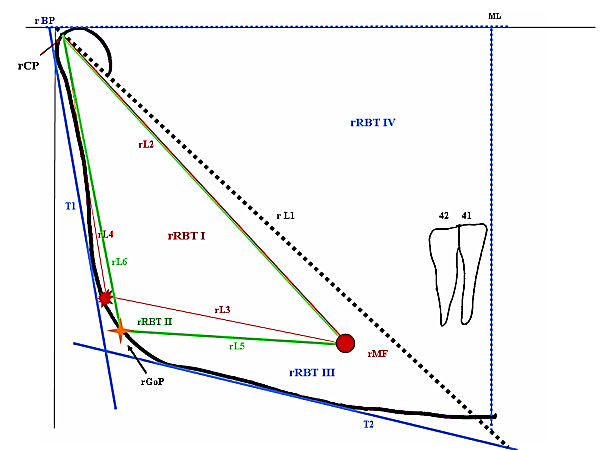 ML
r BP
rCP
rRBT IV
rL2
T1
r L1
42 41
rL4
rRBT I
rL6
rL3
rRBT II
rL5
rMF
rRBT III
rGoP
T2